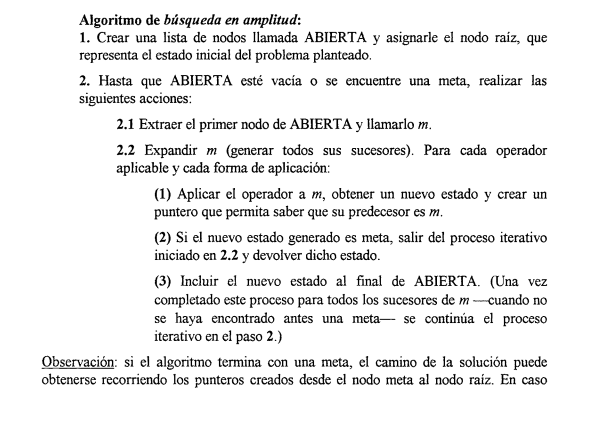 Algoritmo de búsqueda en amplitud:
1. Crear una lista de nodos llamada ABIERTA y asignarle el nodo raíz, que
representa el estado inicial del problema planteado.
2. Hasta que ABIERTA esté vacía o se encuentre una meta, realizar las
siguientes acciones:
2.1 Extraer el primer nodo de ABIERTA y llamarlo m.
2.2 Expandir m (generar todos sus sucesores). Para cada operador
aplicable y cada forma de aplicación:
(1) Aplicar el operador a m, obtener un nuevo estado y crear un
puntero que permita saber que su predecesor es m.
(2) Si el nuevo estado generado es meta, salir del proceso iterativo
iniciado en 2.2 y devolver dicho estado.
(3) Incluir el nuevo estado al final de ABIERTA. (Una vez
completado este proceso para todos los sucesores de m —cuando no
se haya encontrado antes una meta— se continúa el proceso
iterativo en el paso 2.)
Observación: si el algoritmo termina con una meta, el camino de la solución puede
obtenerse recorriendo los punteros creados desde el nodo meta al nodo raíz. En caso